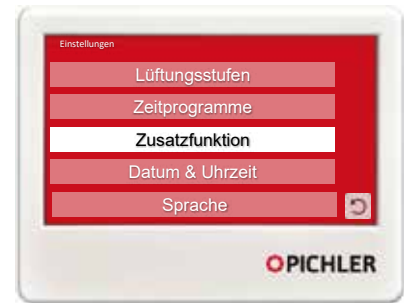 Einstellungen
Lüftungsstufen
Zeitprogramme
Zusatzfunktion
Datum & Uhrzeit
Sprache
PICHLER